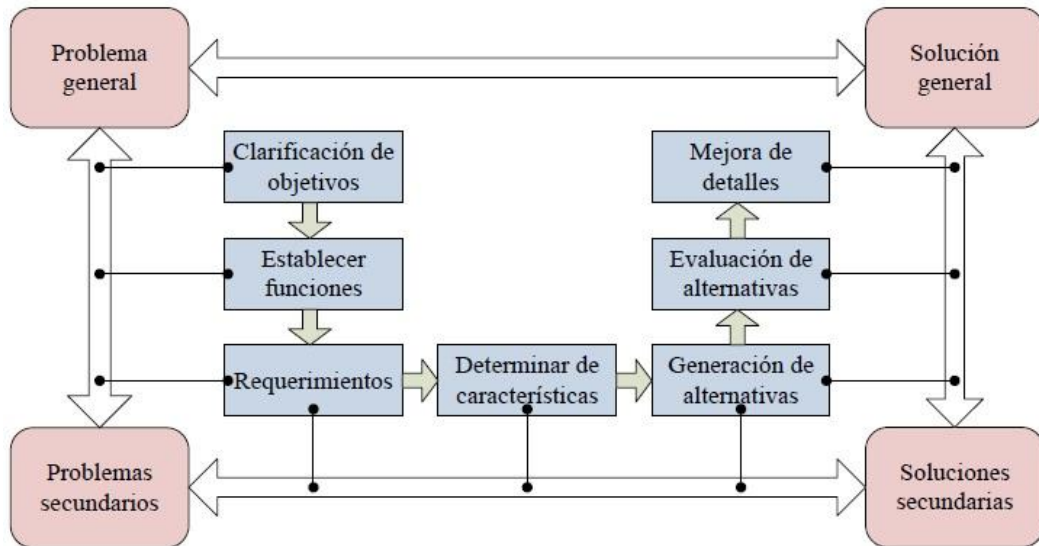 Problema
general
Solución
general
Clarificación de
objetivos
Mejora de
detalles
Establecer
funciones
Evaluación de
alternativas
Requerimientos
Determinar de
características
Generación de
alternativas
Problemas
secundarios
Soluciones
secundarias